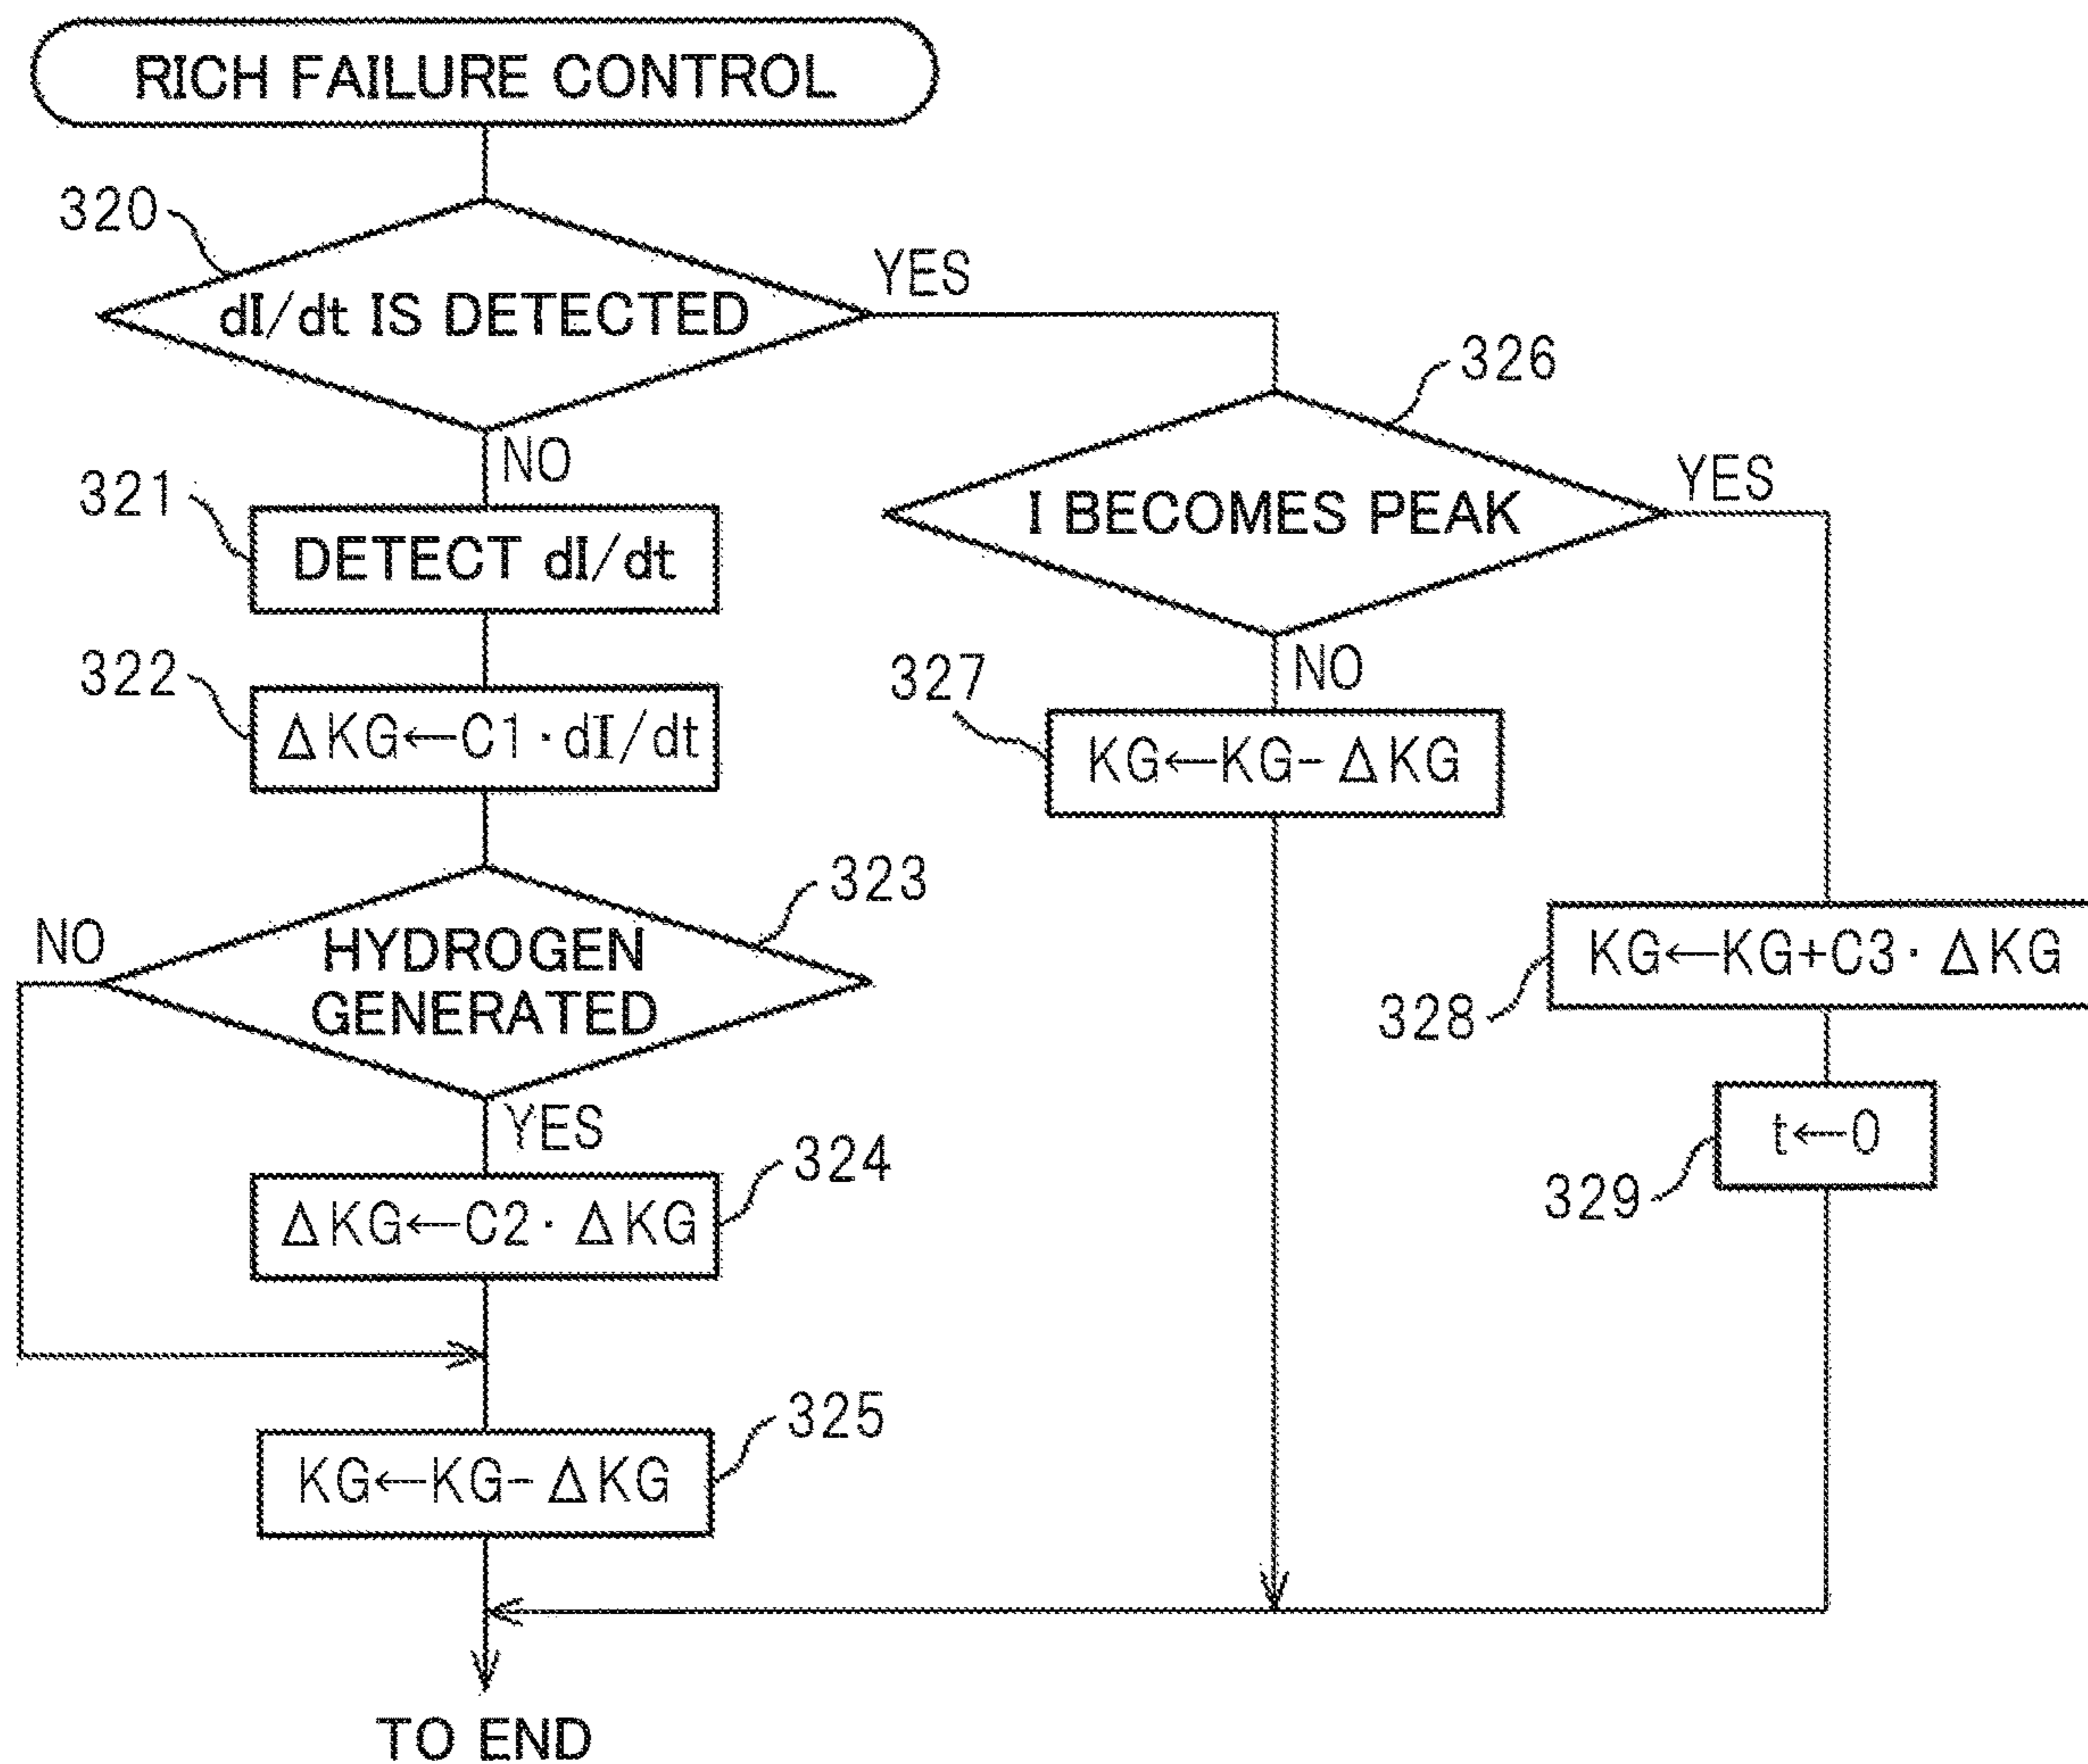 RICH FAILURE CONTROL
320
dI/dt IS DETECTED
YES
NO
326
I BECOMES PEAK
YES
NO
321
DETECT dI/dt
322
ΔKG←C1·dI/dt
327
KG←KG-ΔKG
323
HYDROGEN
GENERATED
NO
YES
328
KG←KG+C3·ΔKG
329
t←0
324
ΔKG←C2·ΔKG
325
KG←KG-ΔKG
TO END